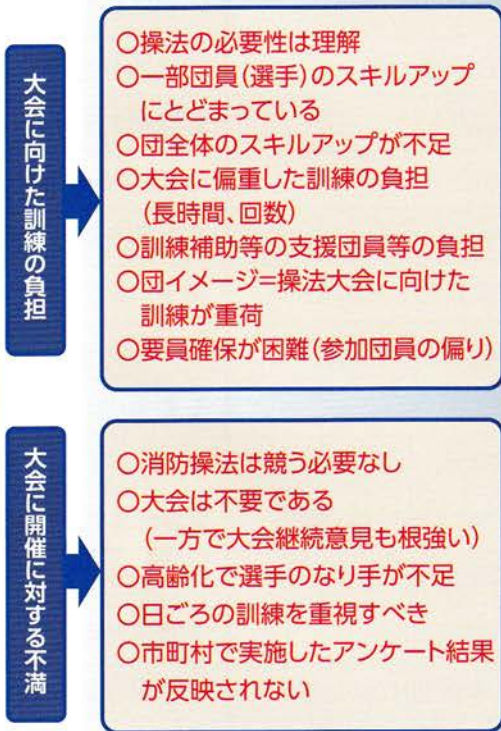 大会に向けた訓練の負担
○操法の必要性は理解
○一部団員(選手)のスキルアップ
にとどまっている
○団全体のスキルアップが不足
○大会に偏重した訓練の負担
(長時間、回数)
○訓練補助等の支援団員等の負担
○団イメージ=操法大会に向けた
訓練が重荷
○要員確保が困難(参加団員の偏り)
大会に開催に対する不満
○消防操法は競う必要なし
○大会は不要である
(一方で大会継続意見も根強い)
○高齢化で選手のなり手が不足
○日ごろの訓練を重視すべき
○市町村で実施したアンケート結果
が反映されない